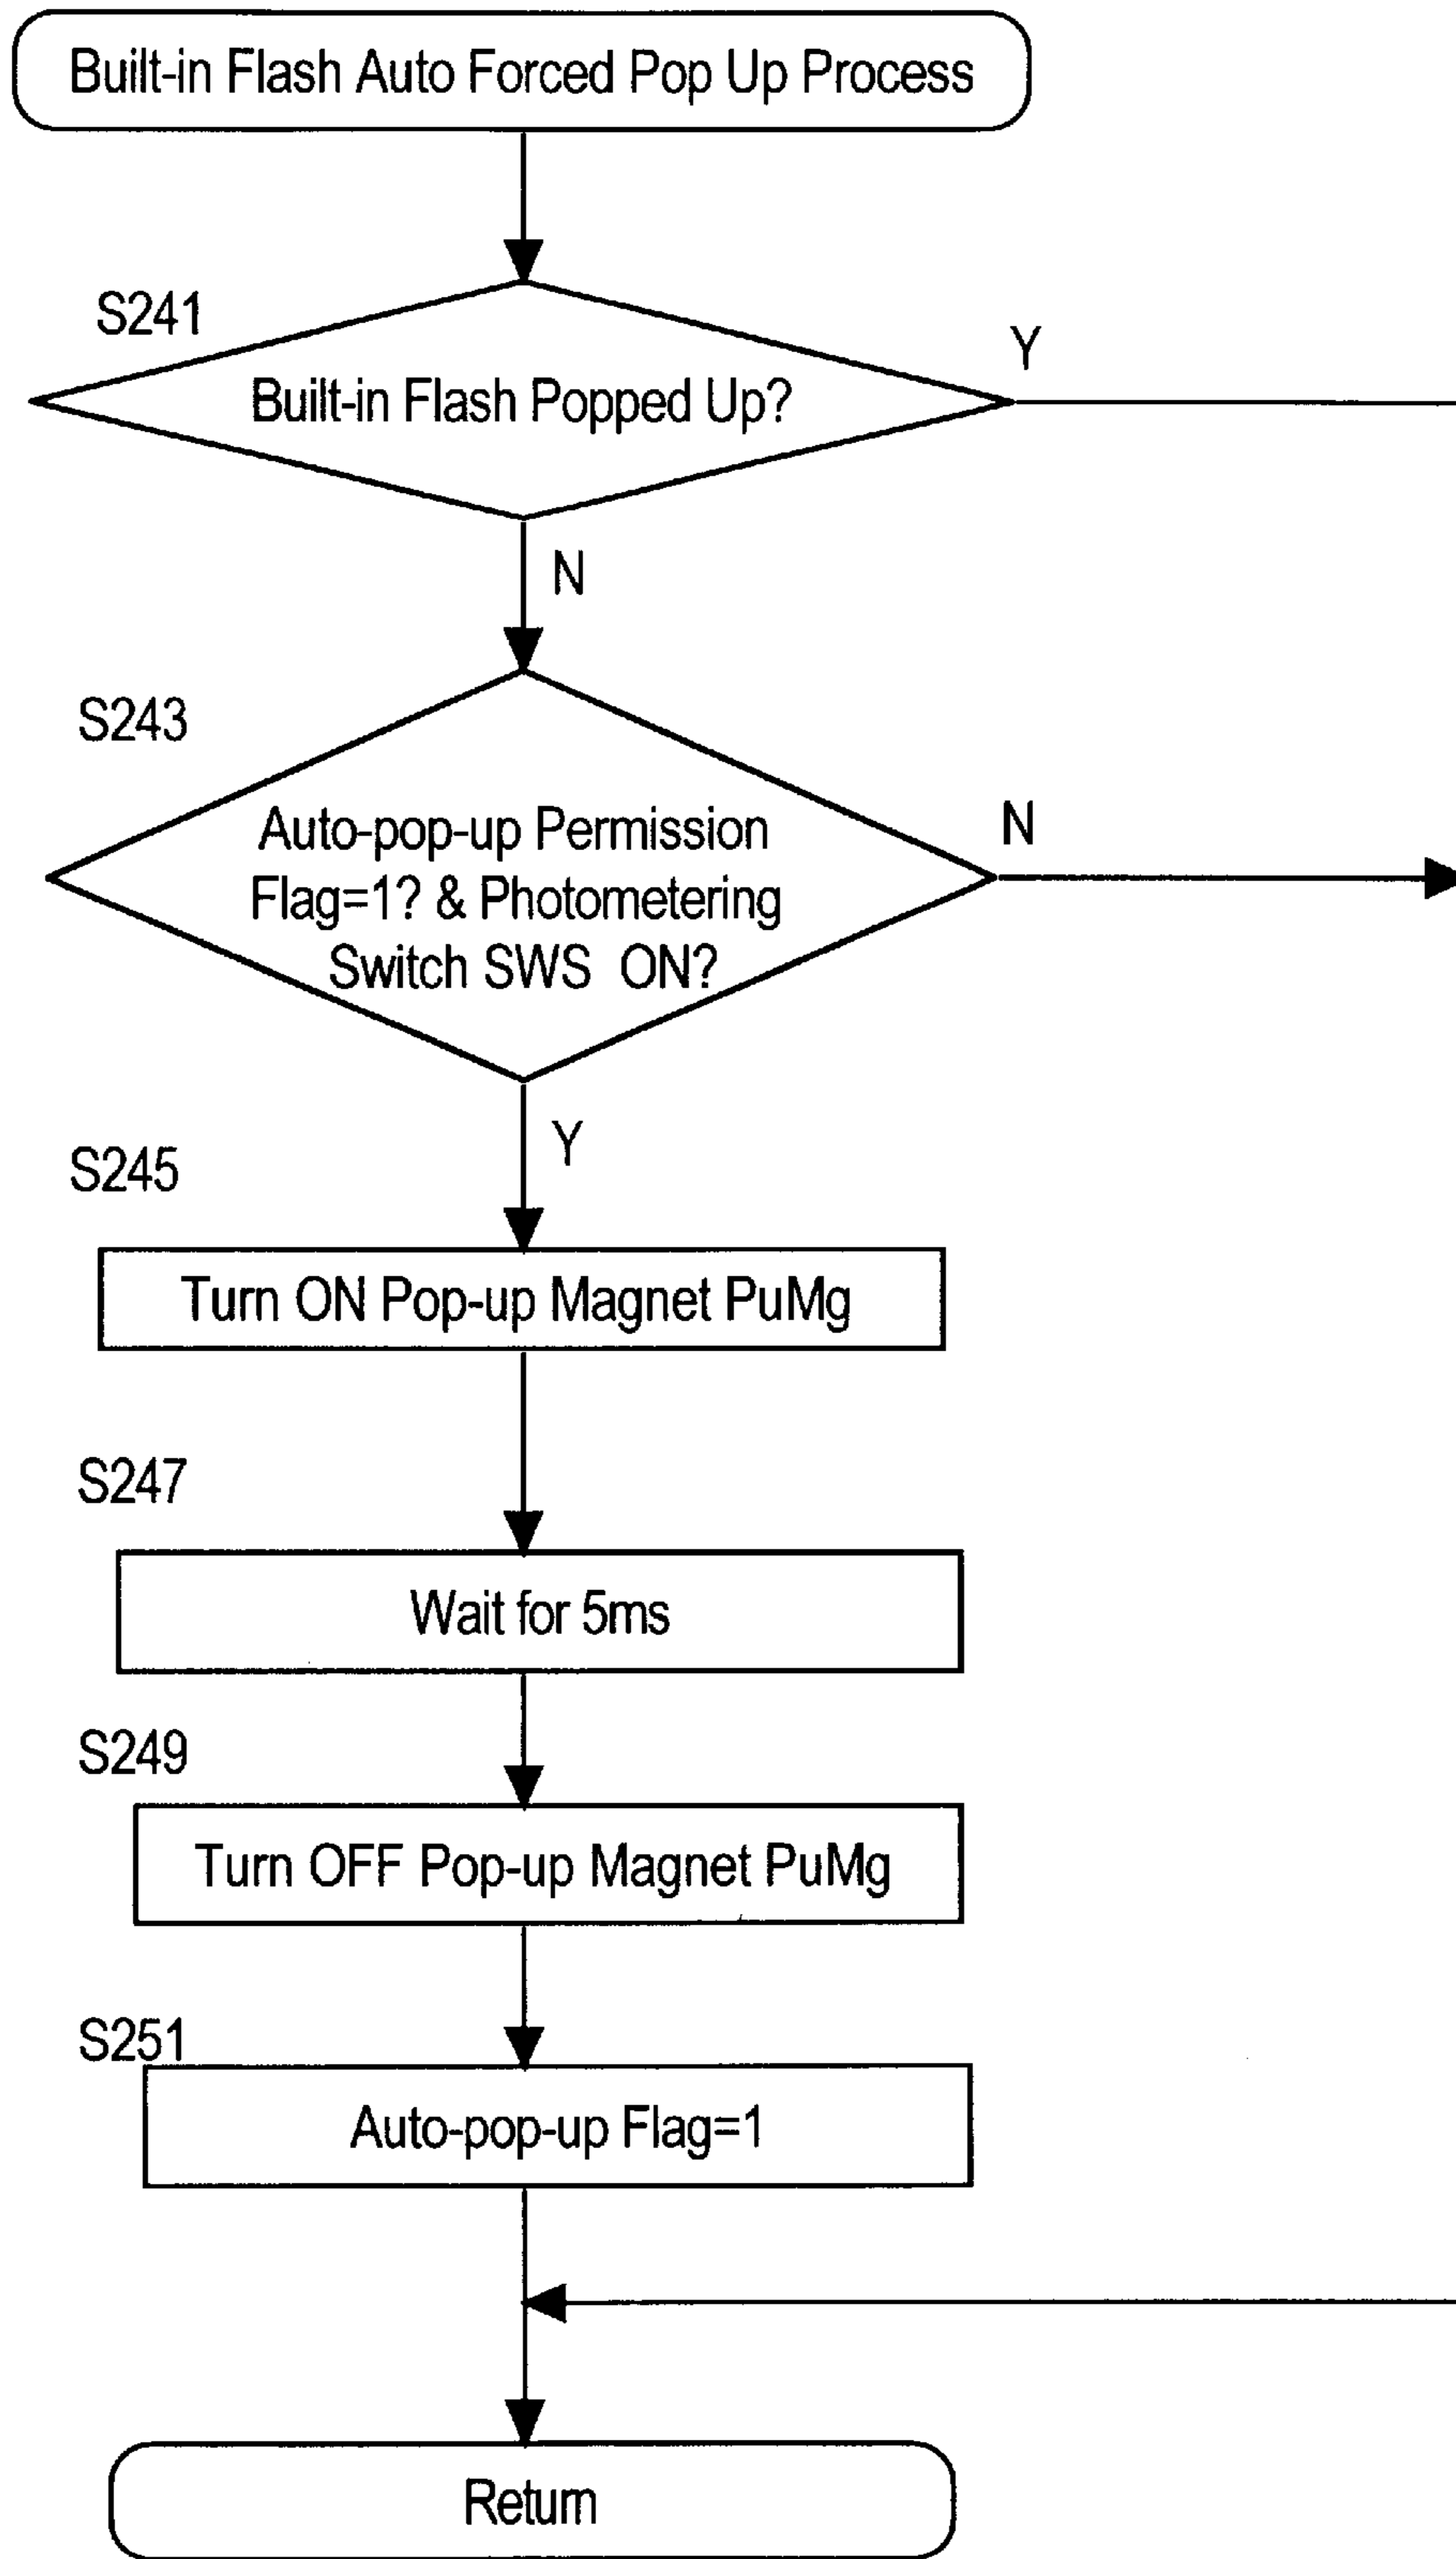 Built-in Flash Auto Forced Pop Up Process
S241
Y
Built-in Flash Popped Up?
N
S243
Auto-pop-up Permission
N
Flag=1? & Photometering
Switch SWS ON?
Y
S245
Turn ON Pop-up Magnet PuMg
S247
Wait for 5ms
S249
Turn OFF Pop-up Magnet PuMg
S251
Auto-pop-up Flag=1
Return